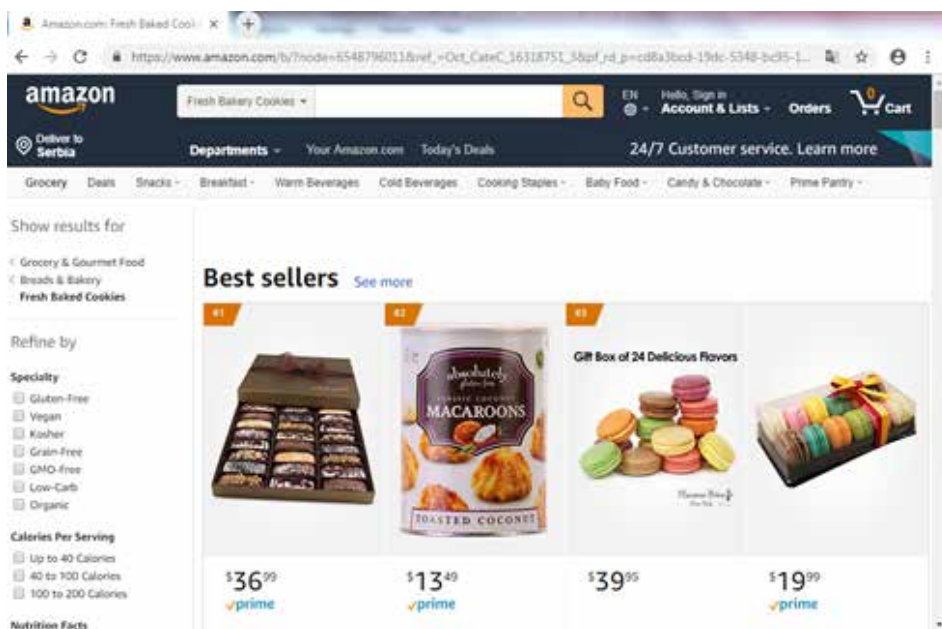 Amazon.com: Fresh Baked Cook
https://www.amazon.com/b/?node=6548796011&ref_=Oct_CateC_16318751_3&pf_rd_p=cd8a3bcd-19dc-5348-bc95-1...
amazon
Fresh Bakery Cookies
EN
Hello, Sign in
Account & Lists
Orders
0
Cart
Deliver to
Serbia
Departments
Your Amazon.com
Today's Deals
24/7 Customer service. Learn more
Grocery
Deals
Snacks
Breakfast
Warm Beverages
Cold Beverages
Cooking Staples
Baby Food
Candy & Chocolate
Prime Pantry
Show results for
Grocery & Gourmet Food
Breads & Bakery
Fresh Baked Cookies
Refine by
Specialty
Gluten-Free
Vegan
Kosher
Grain-Free
GMO-Free
Low-Carb
Organic
Calories Per Serving
Up to 40 Calories
40 to 100 Calories
100 to 200 Calories
Nutrition Facts
Best sellers See more
#1
#2
absolutely
gluten free
CLASSIC COCONUT
MACAROONS
TOASTED COCONUT
#3
Gift Box of 24 Delicious Flavors
$36.99
prime
$13.49
prime
$39.95
$19.99
prime